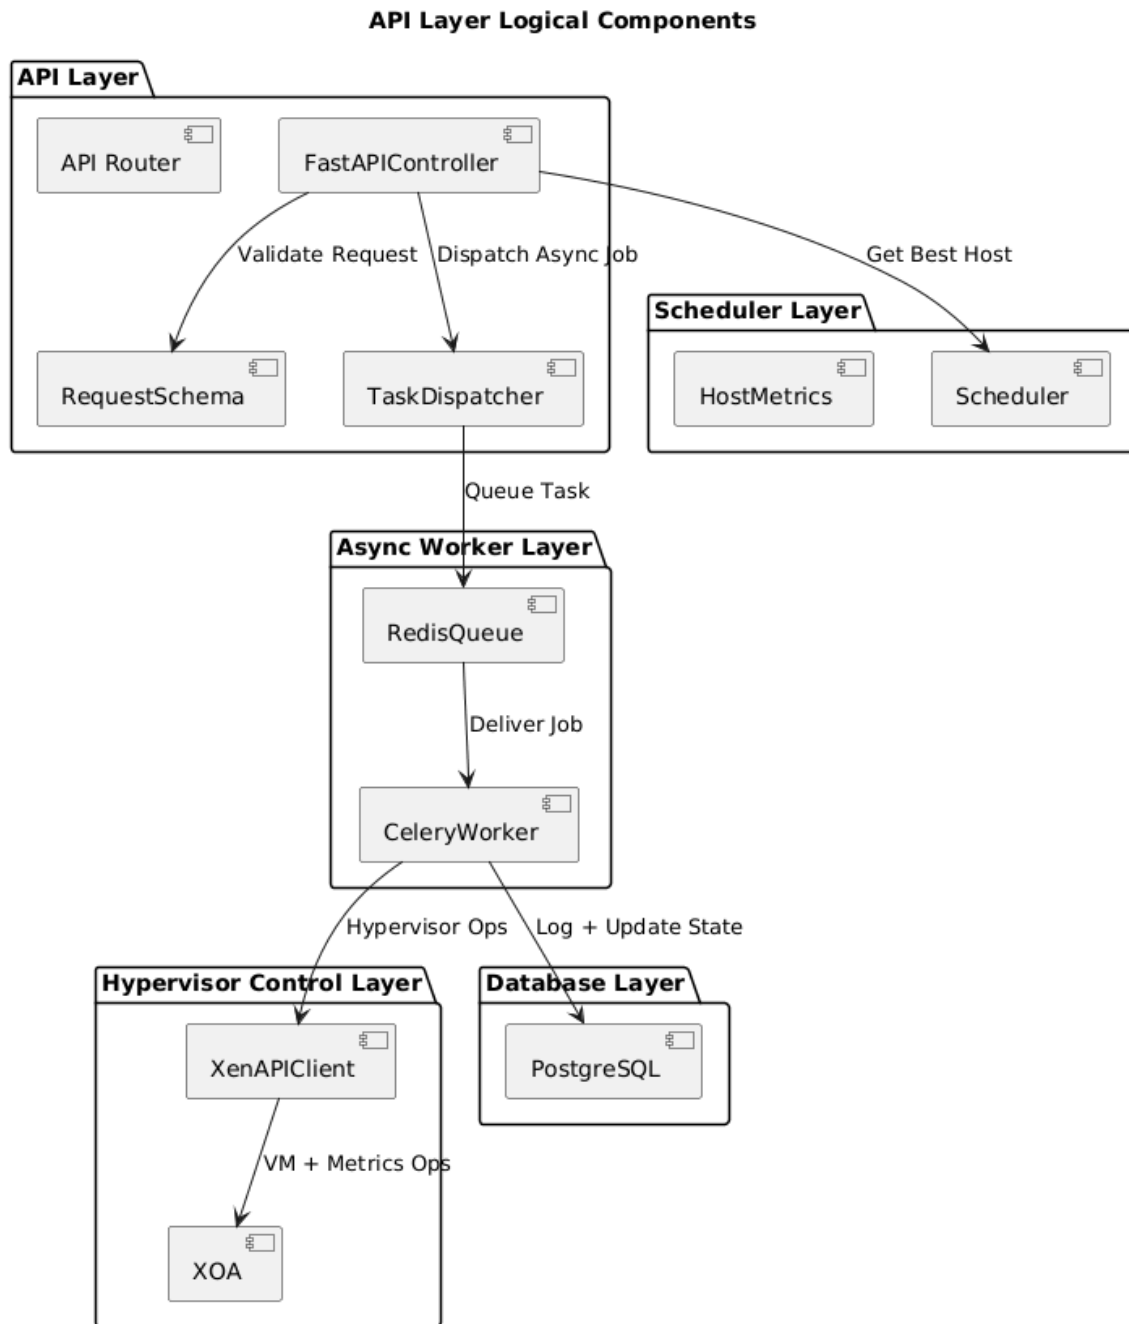 API Layer Logical Components
API Layer
API Router
FastAPIController
Validate Request
Dispatch Async Job
Get Best Host
Scheduler Layer
RequestSchema
TaskDispatcher
HostMetrics
Scheduler
Queue Task
Async Worker Layer
RedisQueue
Deliver Job
CeleryWorker
Hypervisor Ops
Log + Update State
Hypervisor Control Layer
Database Layer
XenAPIClient
PostgreSQL
VM + Metrics Ops
XOA